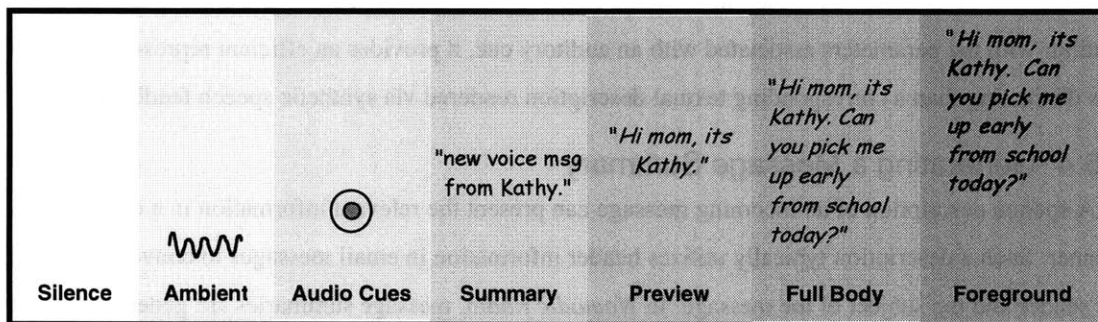 Silence
Ambient
Audio Cues
"new voice msg
from Kathy."
Summary
"Hi mom, its
Kathy."
Preview
"Hi mom, its
Kathy. Can
you pick me
up early
from school
today?"
Full Body
"Hi mom, its
Kathy. Can
you pick me
up early
from school
today?"
Foreground